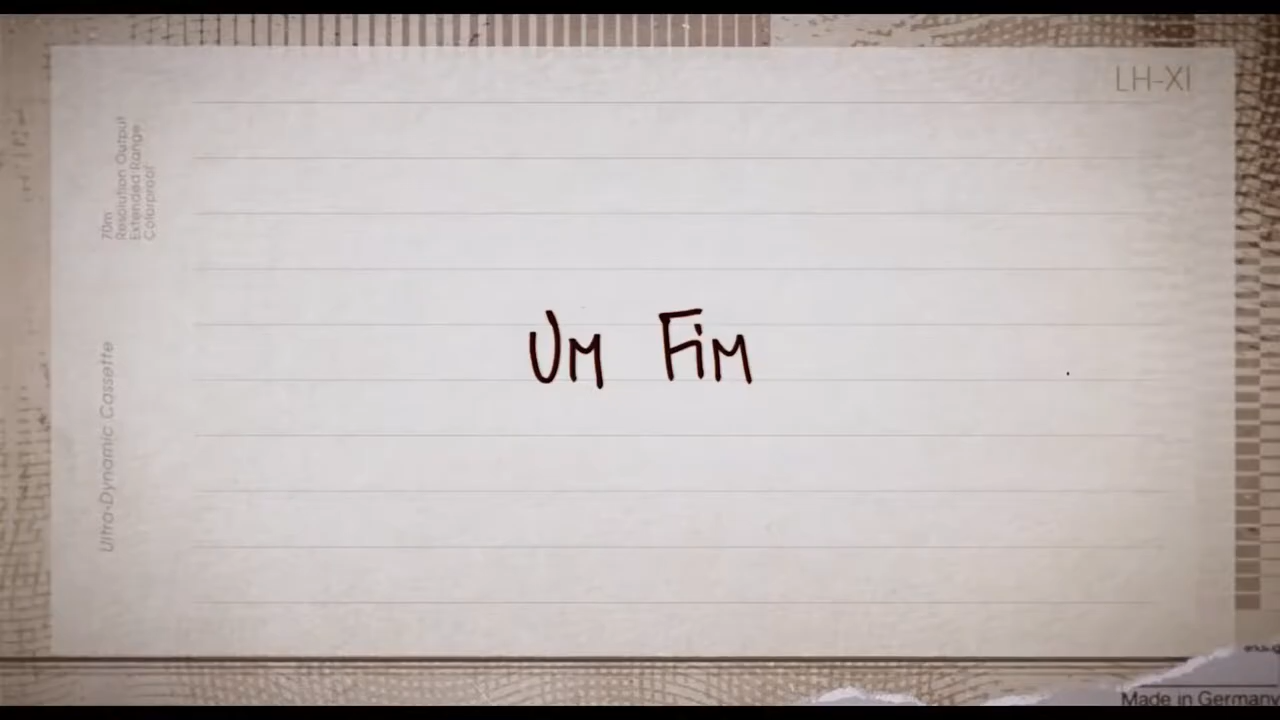 LH-XI
70m
Resolution Output
Extended Range
Colorproof
Um Fim
Ultra-Dynamic Cassette
Made in Germany